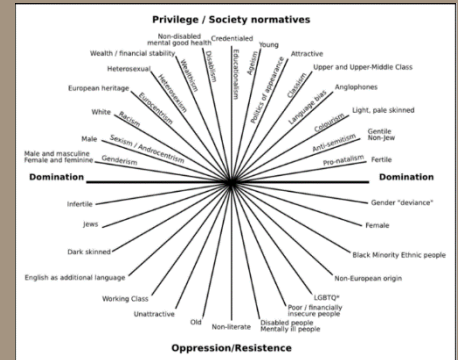 Privilege / Society normatives
Non-disabled
mental good health
Credentialed
Young
Wealth / financial stability
Attractive
Heterosexual
Upper and Upper-Middle Class
European heritage
Anglophones
White
Light, pale skinned
Male
Gentile
Non-Jew
Male and masculine
Female and feminine
Fertile
Genderism
Sexism / Androcentrism
Racism
Eurocentrism
Heterosexism
Wealthism
Disablism
Educationalism
Ageism
Politics of appearance
Classism
Language bias
Colourism
Anti-semitism
Pro-natalism
Domination
Domination
Infertile
Gender "deviance"
Jews
Female
Dark skinned
Black Minority Ethnic people
English as additional language
Non-European origin
Working Class
LGBTQ*
Unattractive
Poor / financially
insecure people
Old
Non-literate
Disabled people
Mentally ill people
Oppression/Resistance